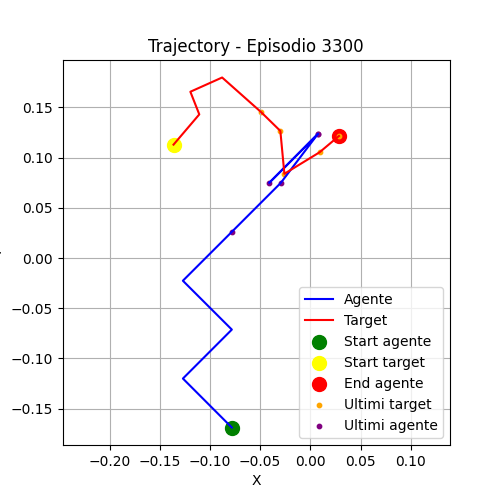 Trajectory - Episodio 3300
0.15
0.10
0.05
0.00
−0.05
−0.10
−0.15
−0.20
−0.15
−0.10
−0.05
0.00
0.05
0.10
X
Agente
Target
Start agente
Start target
End agente
Ultimi target
Ultimi agente